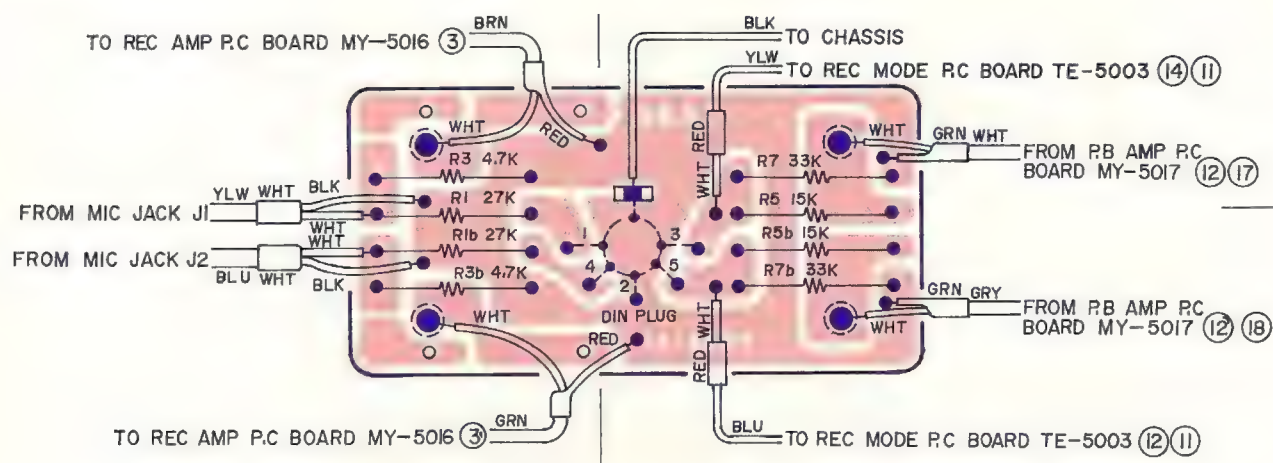 BRN
TO REC AMP P.C BOARD MY-5016 ③
BLK
TO CHASSIS
YLW
TO REC MODE P.C BOARD TE-5003 ⑭ ⑪
WHT
RED
RED
WHT
WHT
GRN WHT
FROM P.B AMP P.C
BOARD MY-5017 ⑫ ⑰
R3 4.7K
R7 33K
YLW WHT BLK
FROM MIC JACK J1
R1 27K
R5 15K
WHT
WHT
R1b 27K
R5b 15K
FROM MIC JACK J2
BLU WHT BLK
R3b 4.7K
R7b 33K
1
3
4
5
2
DIN PLUG
GRN GRY
WHT
FROM P.B AMP P.C
BOARD MY-5017 ⑫' ⑱
WHT
RED
WHT
RED
GRN
TO REC AMP P.C BOARD MY-5016 ③'
BLU
TO REC MODE P.C BOARD TE-5003 ⑫ ⑪